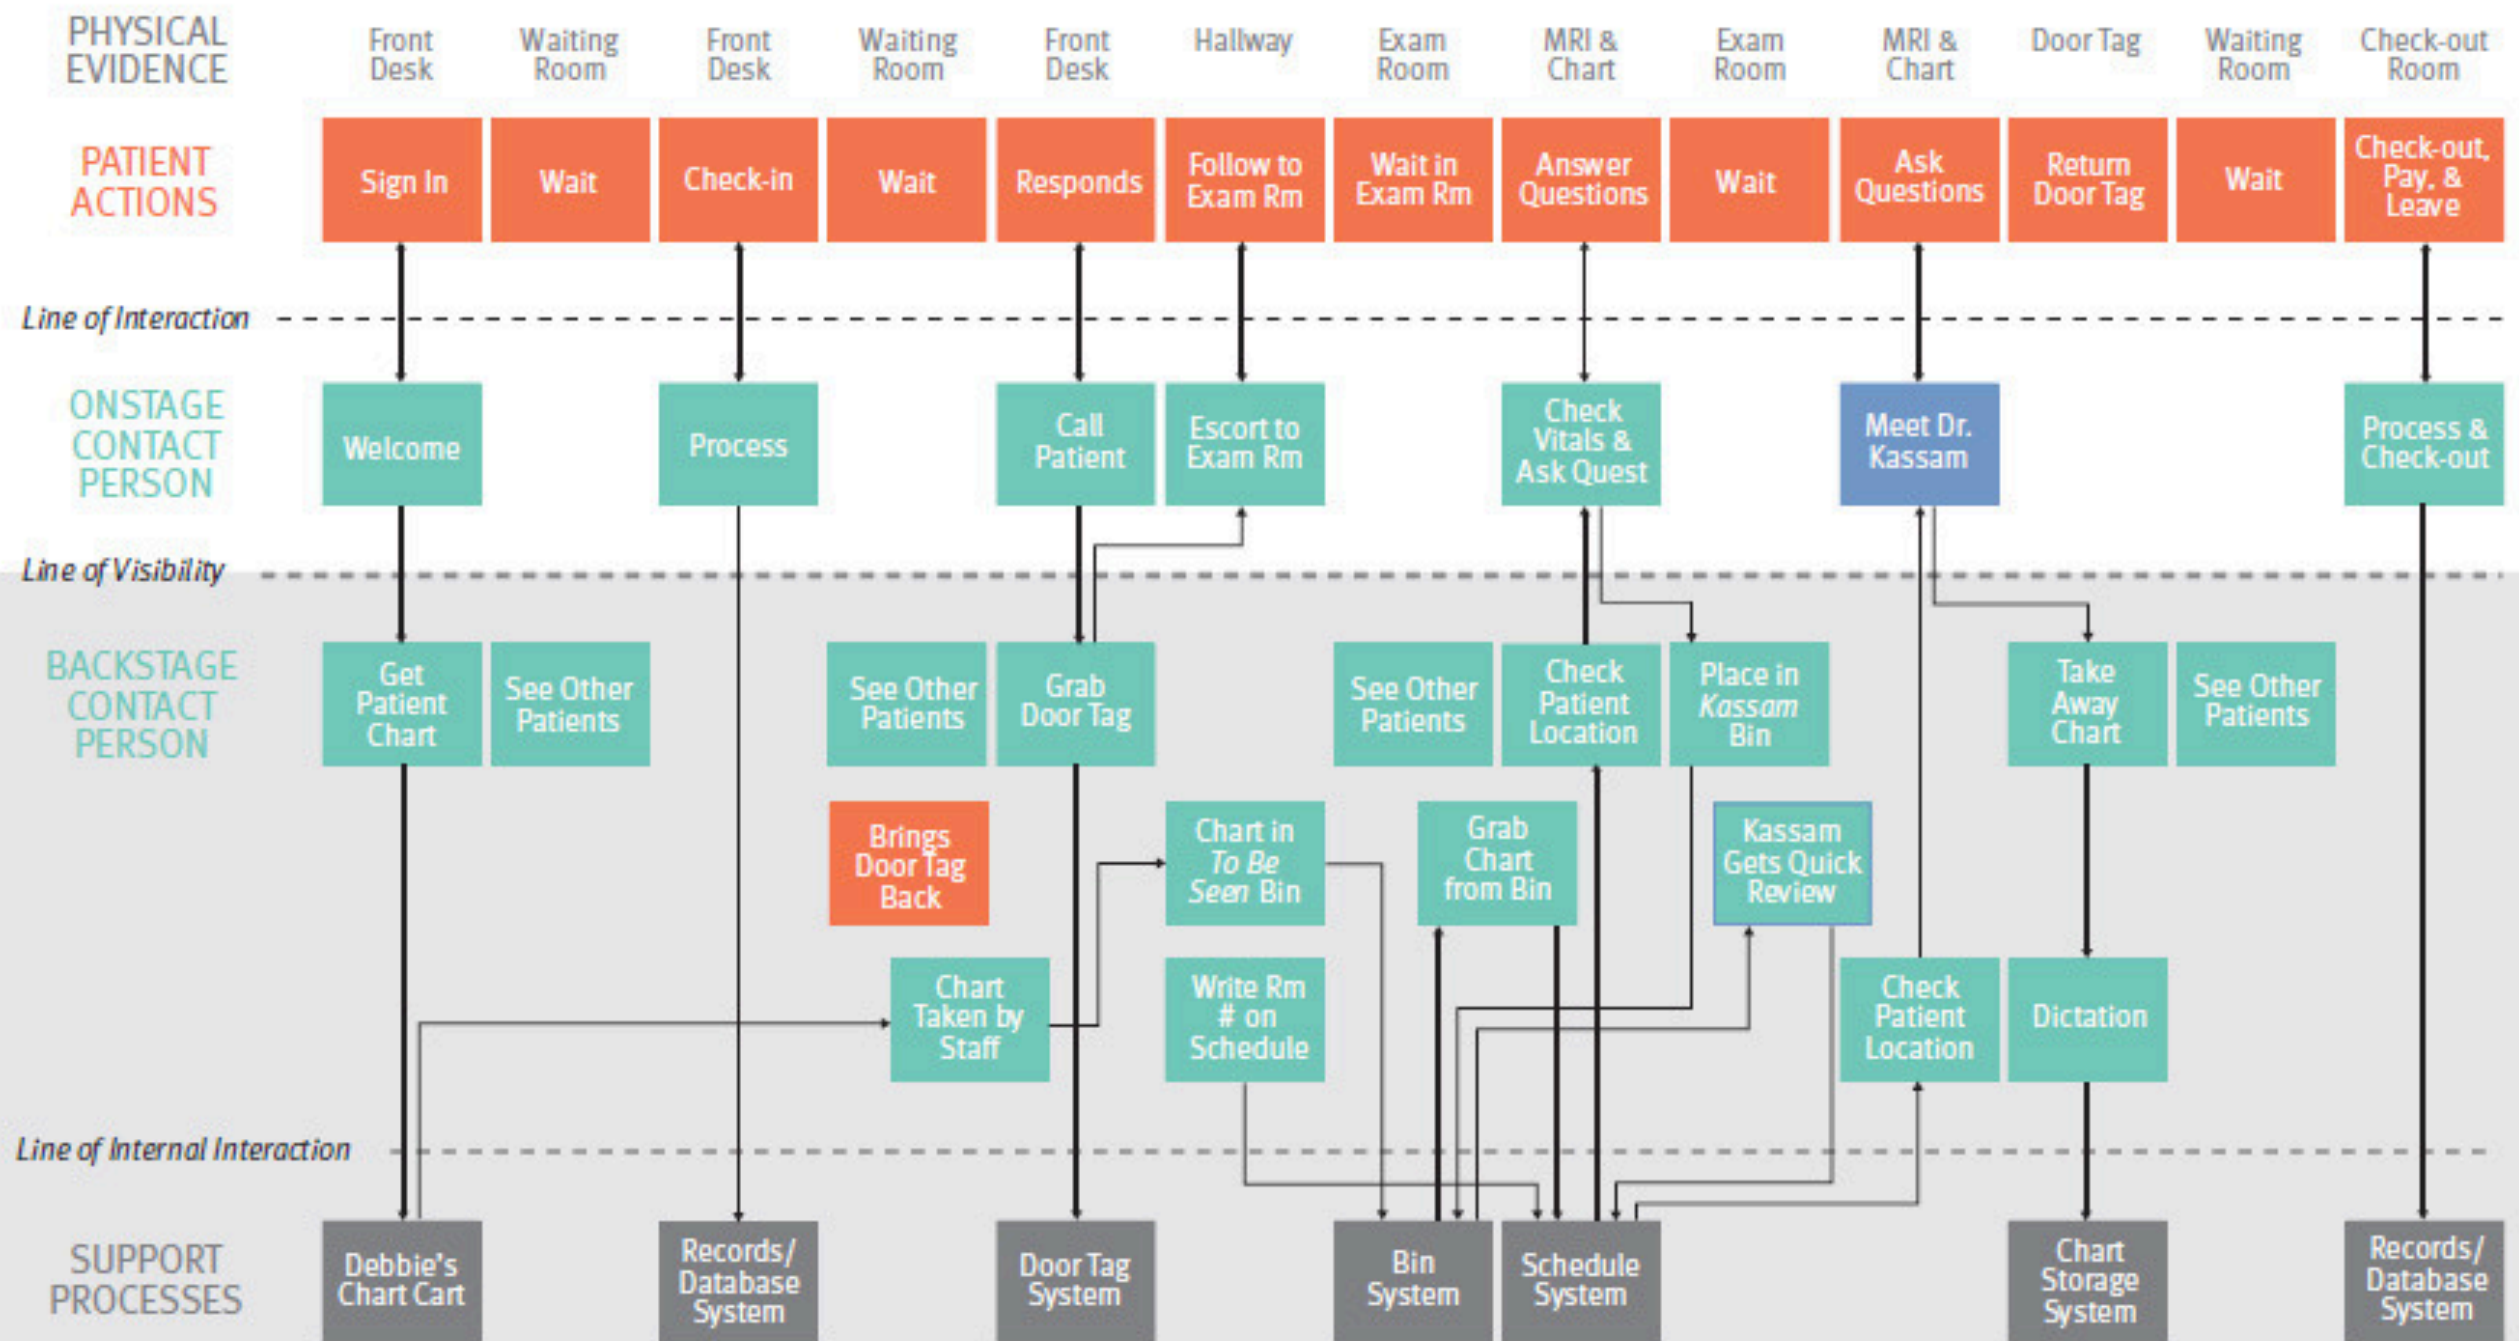 PHYSICAL
EVIDENCE
Front
Desk
Waiting
Room
Front
Desk
Waiting
Room
Front
Desk
Hallway
Exam
Room
MRI &
Chart
Exam
Room
MRI &
Chart
Door Tag
Waiting
Room
Check-out
Room
PATIENT
ACTIONS
Sign In
Wait
Check-in
Wait
Responds
Follow to
Exam Rm
Wait in
Exam Rm
Answer
Questions
Wait
Ask
Questions
Return
Door Tag
Wait
Check-out,
Pay, &
Leave
Line of Interaction
ONSTAGE
CONTACT
PERSON
Welcome
Process
Call
Patient
Escort to
Exam Rm
Check
Vitals &
Ask Quest
Meet Dr.
Kassam
Process &
Check-out
Line of Visibility
BACKSTAGE
CONTACT
PERSON
Get
Patient
Chart
See Other
Patients
See Other
Patients
Grab
Door Tag
See Other
Patients
Check
Patient
Location
Place in
Kassam
Bin
Take
Away
Chart
See Other
Patients
Brings
Door Tag
Back
Chart in
To Be
Seen Bin
Grab
Chart
from Bin
Kassam
Gets Quick
Review
Chart
Taken by
Staff
Write Rm
# on
Schedule
Check
Patient
Location
Dictation
Line of Internal Interaction
SUPPORT
PROCESSES
Debbie's
Chart Cart
Records/
Database
System
Door Tag
System
Bin
System
Schedule
System
Chart
Storage
System
Records/
Database
System